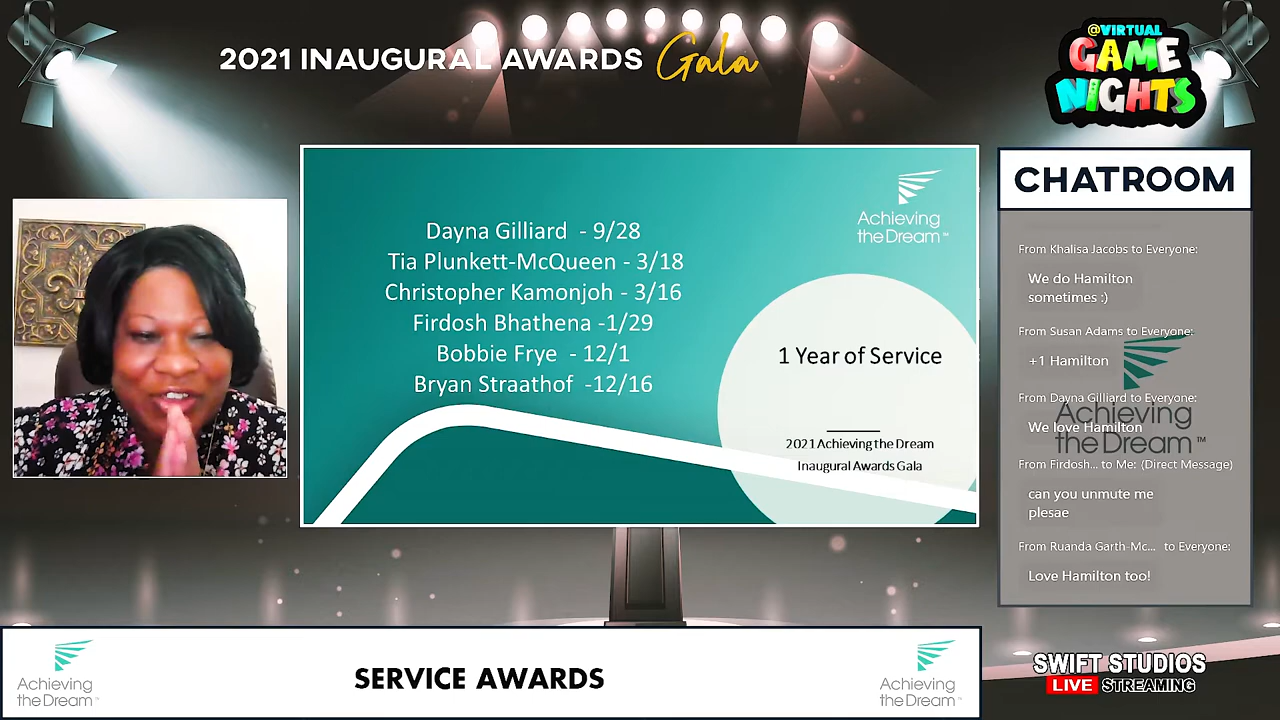 2021 INAUGURAL AWARDS Gala
@VIRTUAL
GAME
NIGHTS
Achieving
the Dream™
Dayna Gilliard - 9/28
Tia Plunkett-McQueen - 3/18
Christopher Kamonjoh - 3/16
Firdosh Bhathena -1/29
Bobbie Frye - 12/1
Bryan Straathof -12/16
1 Year of Service
2021 Achieving the Dream
Inaugural Awards Gala
CHATROOM
From Khalisa Jacobs to Everyone:
We do Hamilton
sometimes :)
From Susan Adams to Everyone:
+1 Hamilton
From Dayna Gilliard to Everyone:
We love Hamilton
Achieving
the Dream™
From Firdosh... to Me: (Direct Message)
can you unmute me
plesae
From Ruanda Garth-Mc... to Everyone:
Love Hamilton too!
Achieving
the Dream™
SERVICE AWARDS
Achieving
the Dream™
SWIFT STUDIOS
LIVE STREAMING